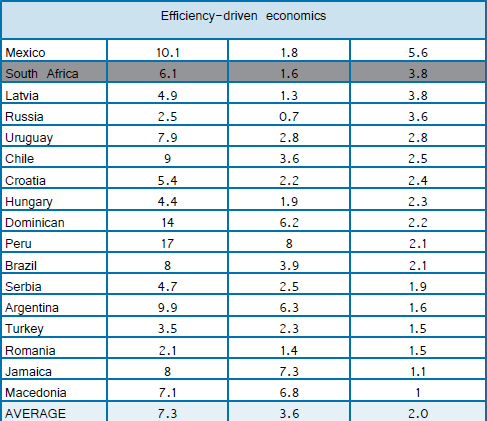 Efficiency-driven economics
Mexico 10.1 1.8 5.6
South Africa 6.1 1.6 3.8
Latvia 4.9 1.3 3.8
Russia 2.5 0.7 3.6
Uruguay 7.9 2.8 2.8
Chile 9 3.6 2.5
Croatia 5.4 2.2 2.4
Hungary 4.4 1.9 2.3
Dominican 14 6.2 2.2
Peru 17 8 2.1
Brazil 8 3.9 2.1
Serbia 4.7 2.5 1.9
Argentina 9.9 6.3 1.6
Turkey 3.5 2.3 1.5
Romania 2.1 1.4 1.5
Jamaica 8 7.3 1.1
Macedonia 7.1 6.8 1
AVERAGE 7.3 3.6 2.0